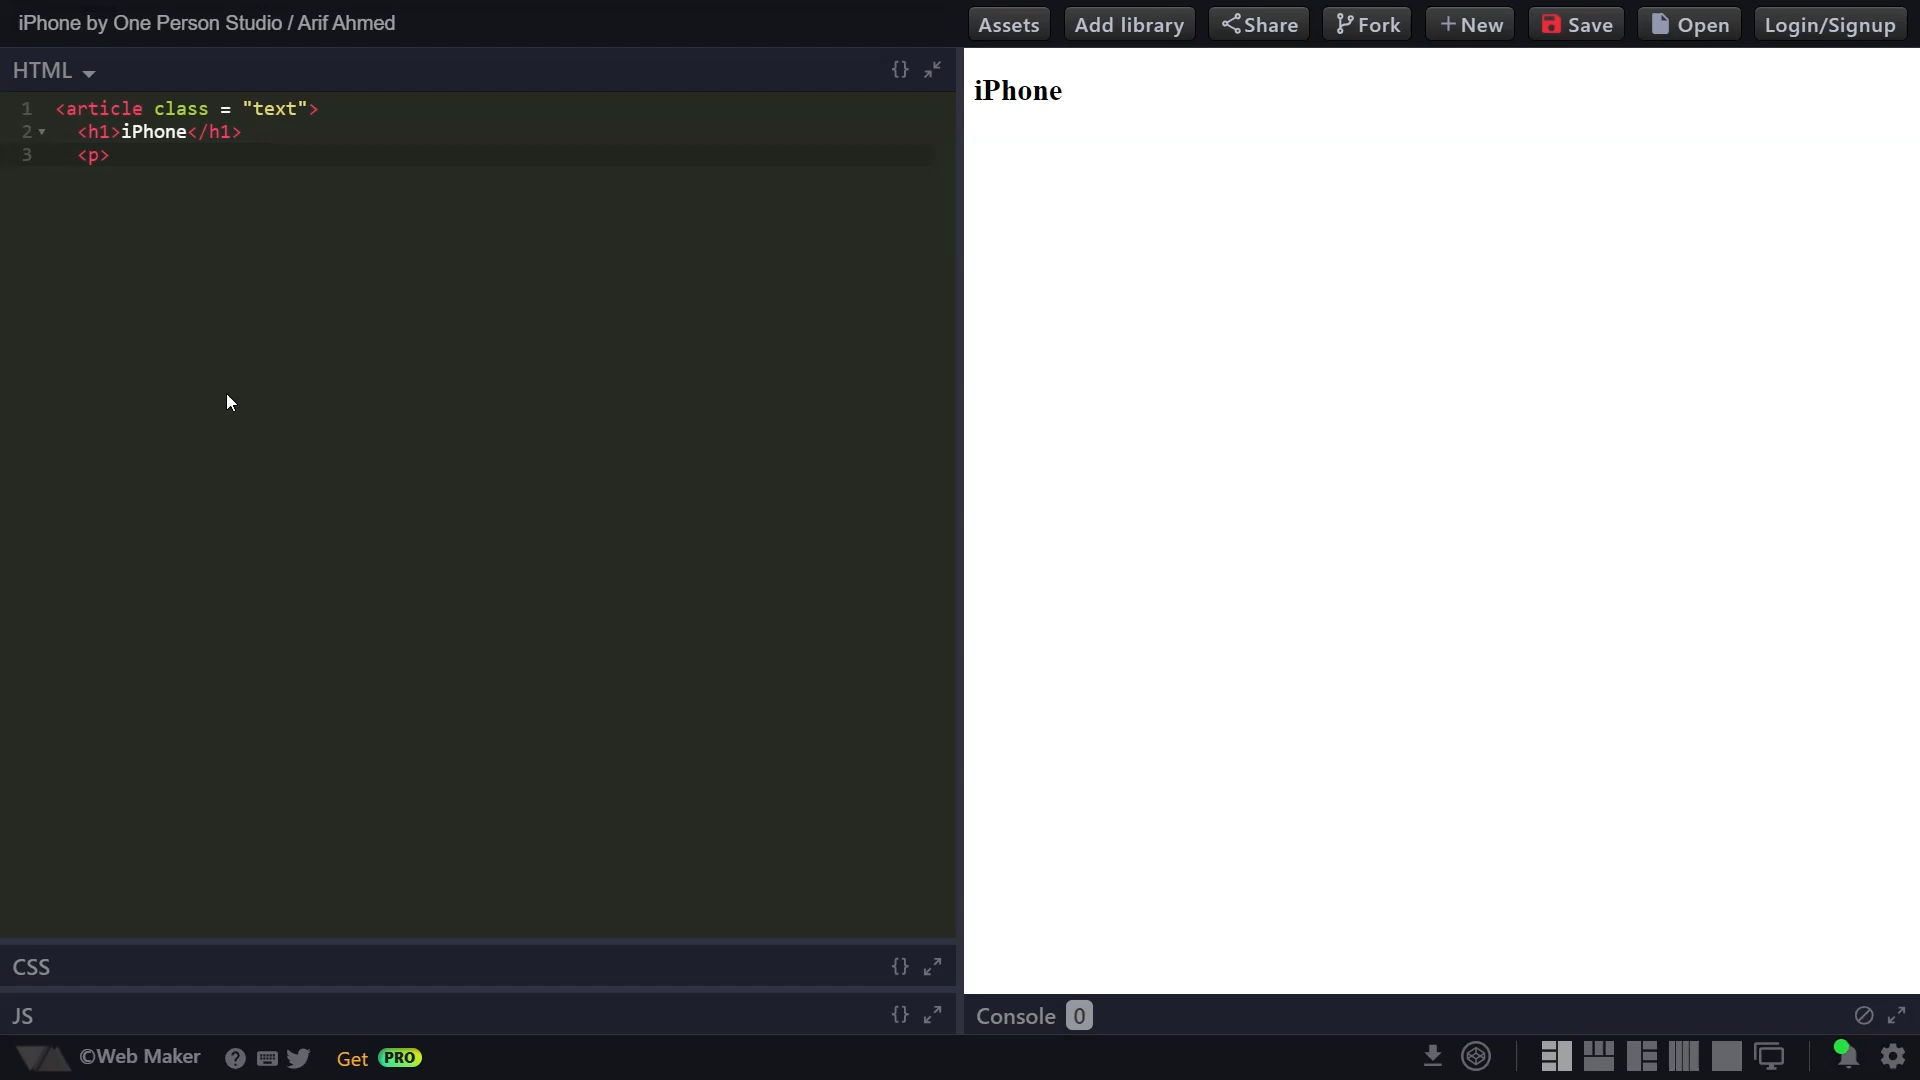 iPhone by One Person Studio / Arif Ahmed
Assets
Add library
Share
Fork
+ New
Save
Open
Login/Signup
HTML
{}
1 <article class = "text">
2 <h1>iPhone</h1>
3 <p>
iPhone
CSS
{}
JS
{}
Console 0
©Web Maker
?
Get PRO